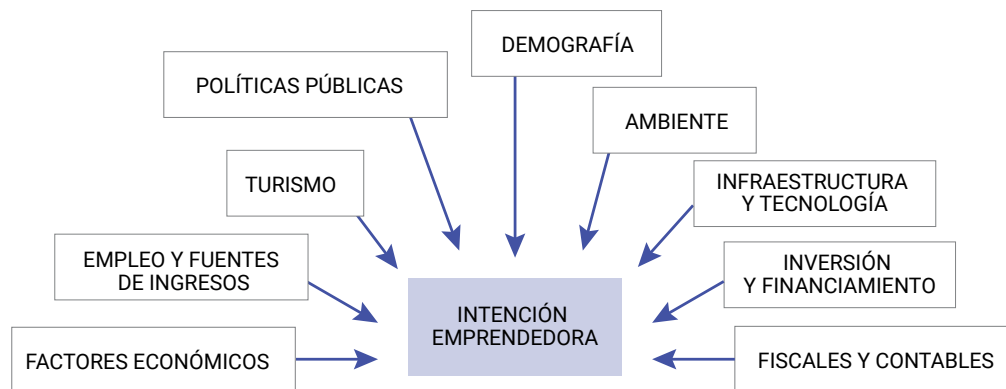 DEMOGRAFÍA
POLÍTICAS PÚBLICAS
AMBIENTE
TURISMO
INFRAESTRUCTURA
Y TECNOLOGÍA
EMPLEO Y FUENTES
DE INGRESOS
INVERSIÓN
Y FINANCIAMIENTO
INTENCIÓN
EMPRENDEDORA
FACTORES ECONÓMICOS
FISCALES Y CONTABLES